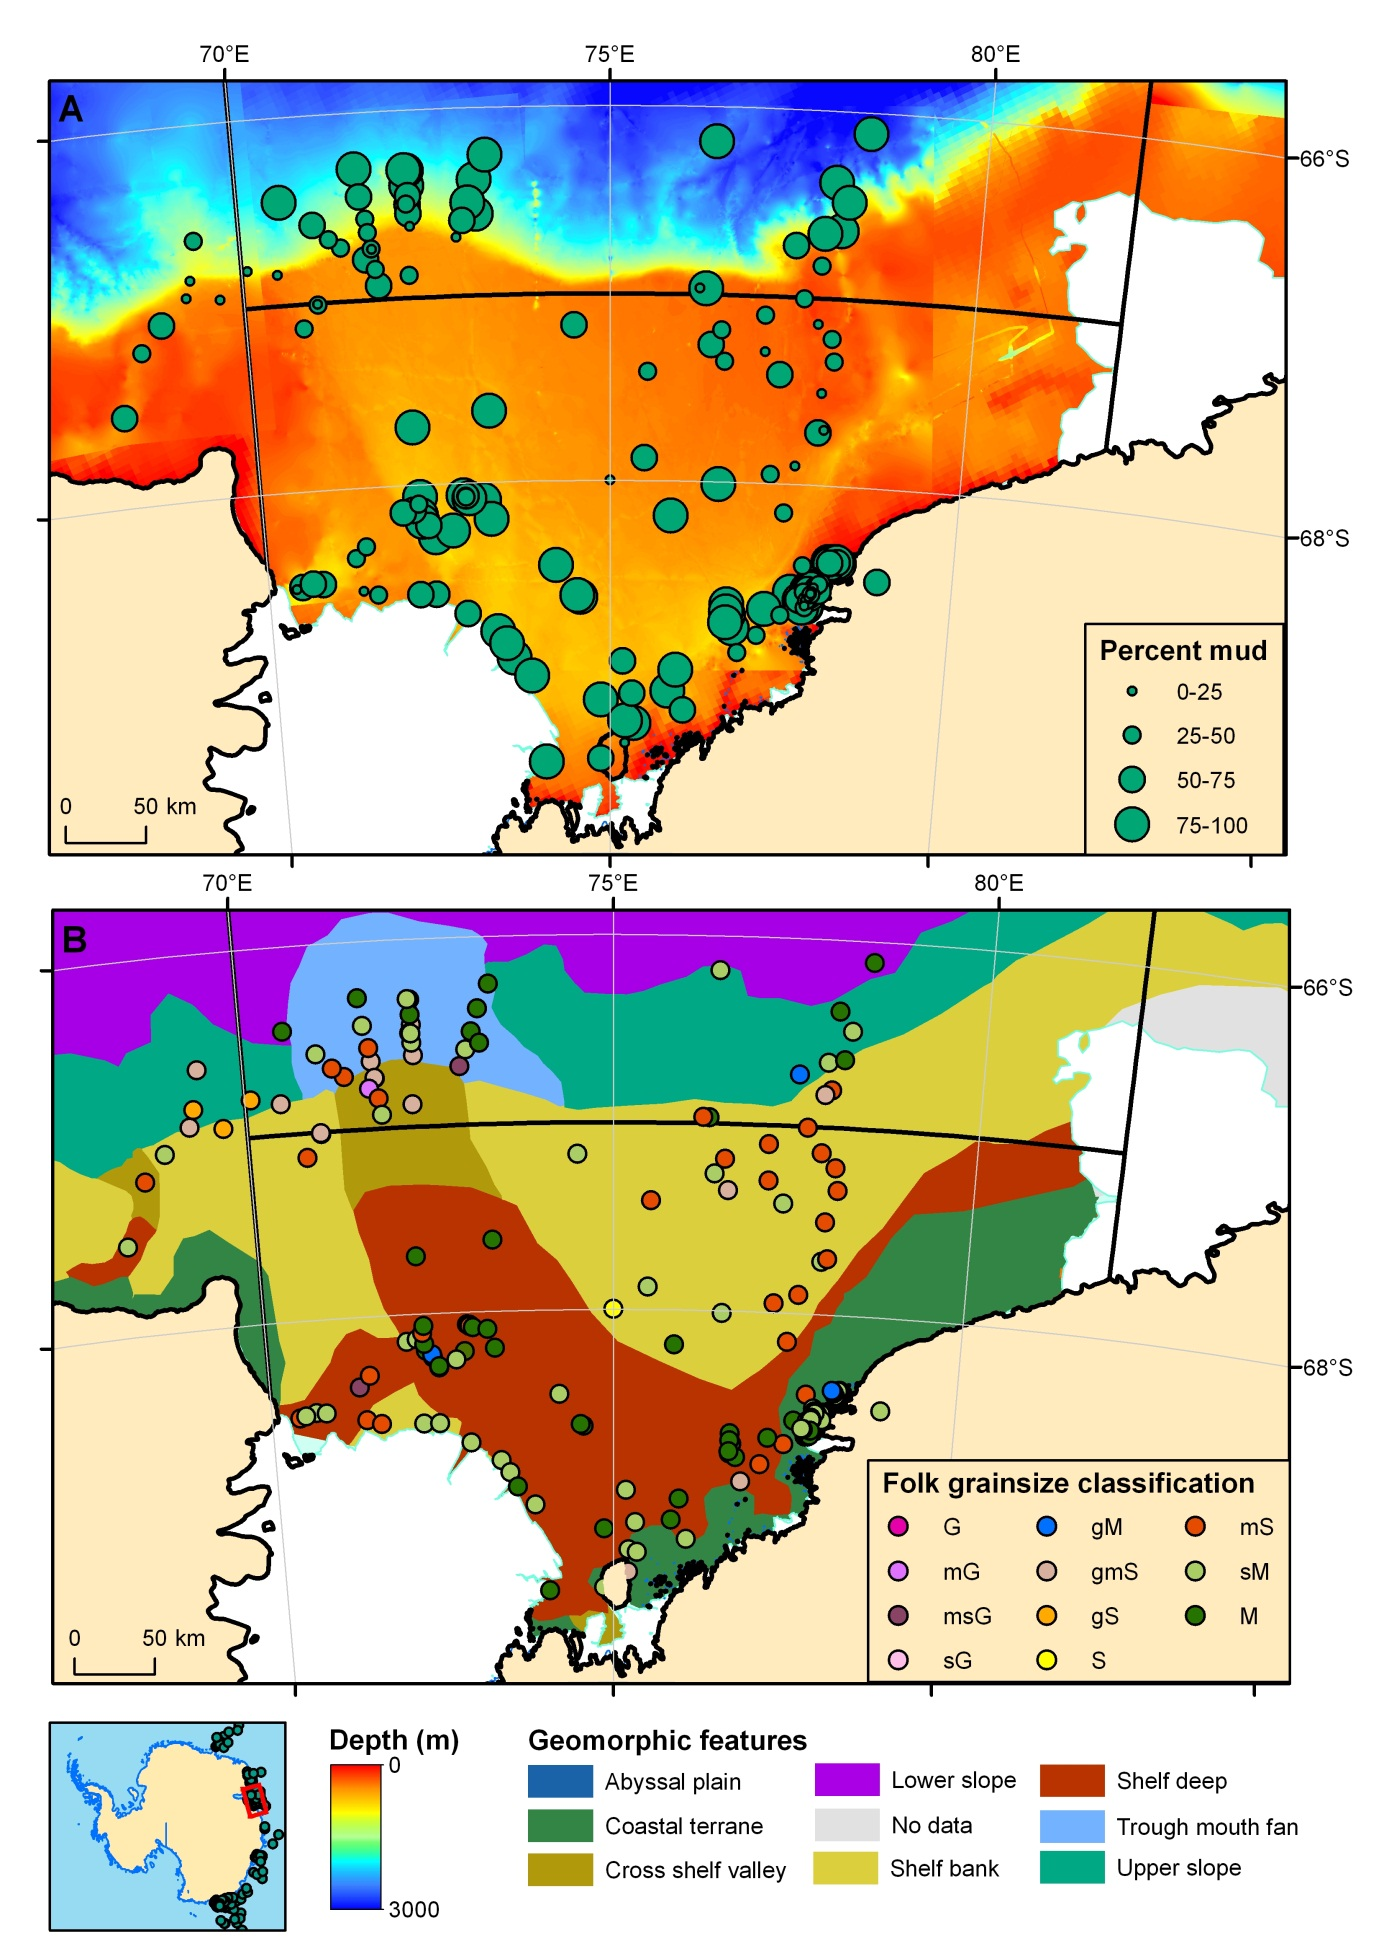 70°E 75°E 80°E
A
66°S
68°S
Percent mud
0-25
25-50
50-75
75-100
0 50 km
70°E 75°E 80°E
B
66°S
68°S
Folk grainsize classification
G gM mS
mG gmS sM
msG gS M
sG S
0 50 km
Depth (m)
0
3000
Geomorphic features
Abyssal plain Lower slope Shelf deep
Coastal terrane No data Trough mouth fan
Cross shelf valley Shelf bank Upper slope